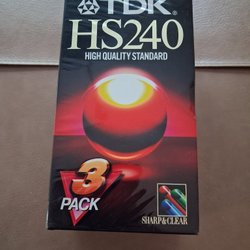 TDK
HS240
HIGH QUALITY STANDARD
3
PACK
SHARP&CLEAR